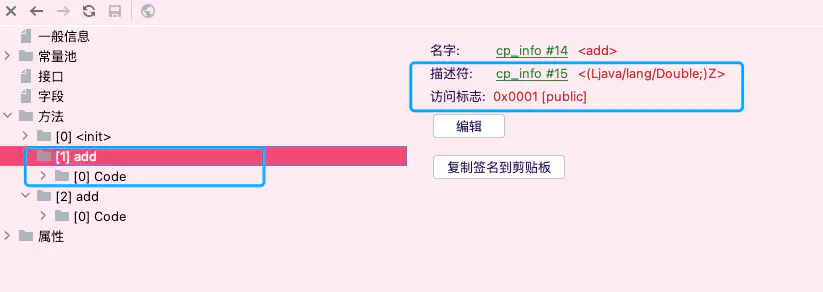 一般信息
常量池
接口
字段
方法
[0] <init>
[1] add
[0] Code
[2] add
[0] Code
属性
名字: cp_info #14 <add>
描述符: cp_info #15 <(Ljava/lang/Double;)Z>
访问标志: 0x0001 [public]
编辑
复制签名到剪贴板